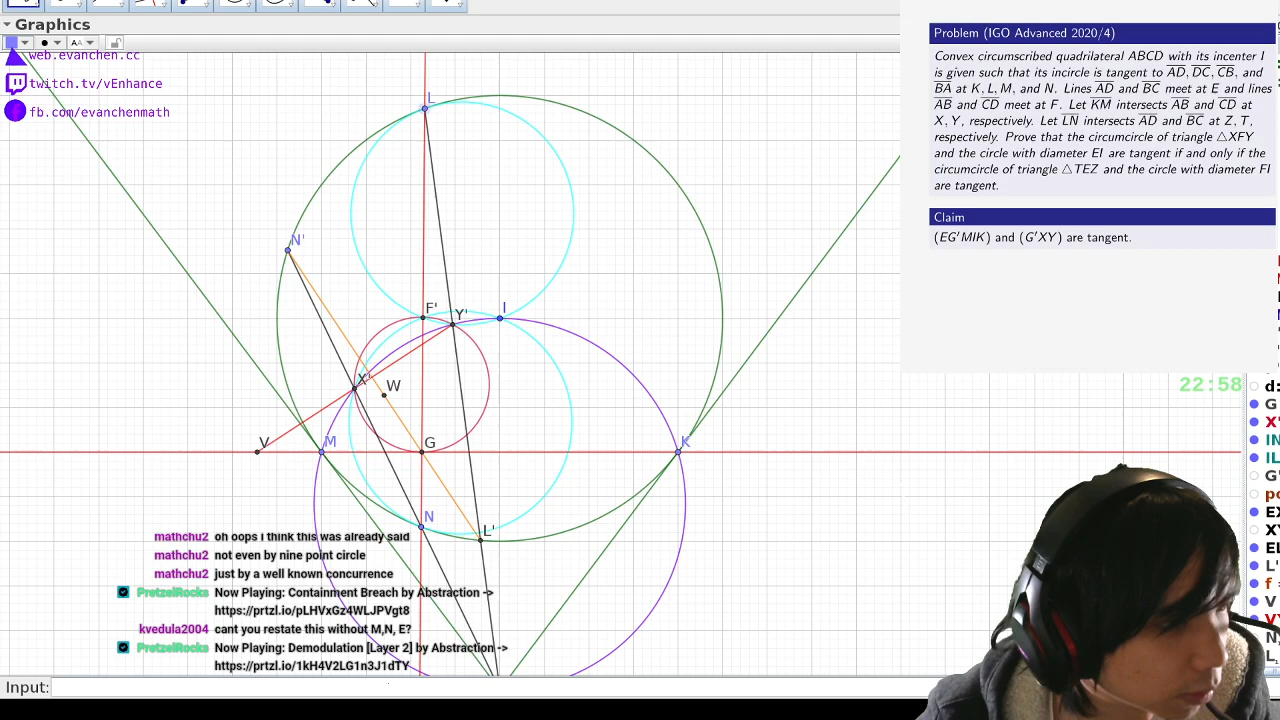 Graphics
web.evanchen.cc
twitch.tv/vEnhance
fb.com/evanchenmath
Problem (IGO Advanced 2020/4)
Convex circumscribed quadrilateral ABCD with its incenter I
is given such that its incircle is tangent to AD, DC, CB, and
BA at K, L, M, and N. Lines AD and BC meet at E and lines
AB and CD meet at F. Let KM intersects AB and CD at
X, Y, respectively. Let LN intersects AD and BC at Z, T,
respectively. Prove that the circumcircle of triangle △XFY
and the circle with diameter EI are tangent if and only if the
circumcircle of triangle △TEZ and the circle with diameter FI
are tangent.
Claim
(EG'MIK) and (G'XY) are tangent.
L
N'
F'
Y'
I
X'
W
V
M
G
K
N
L'
22:58
mathchu2 oh oops i think this was already said
mathchu2 not even by nine point circle
mathchu2 just by a well known concurrence
PretzelRocks Now Playing: Containment Breach by Abstraction ->
https://prtzl.io/pLHVxGz4WLJPVgt8
kvedula2004 cant you restate this without M,N, E?
PretzelRocks Now Playing: Demodulation [Layer 2] by Abstraction ->
https://prtzl.io/1kH4V2LG1n3J1dTY
Input:
d:
G
X'
IN
IL
G'
po
EX
XY
EL
L'
f =
V